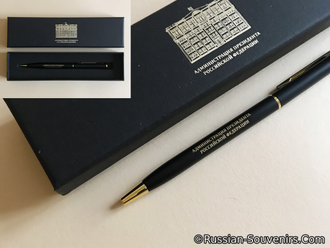 АДМИНИСТРАЦИЯ ПРЕЗИДЕНТА
РОССИЙСКОЙ ФЕДЕРАЦИИ
АДМИНИСТРАЦИЯ ПРЕЗИДЕНТА
РОССИЙСКОЙ ФЕДЕРАЦИИ
©Russian-Souvenirs.Com